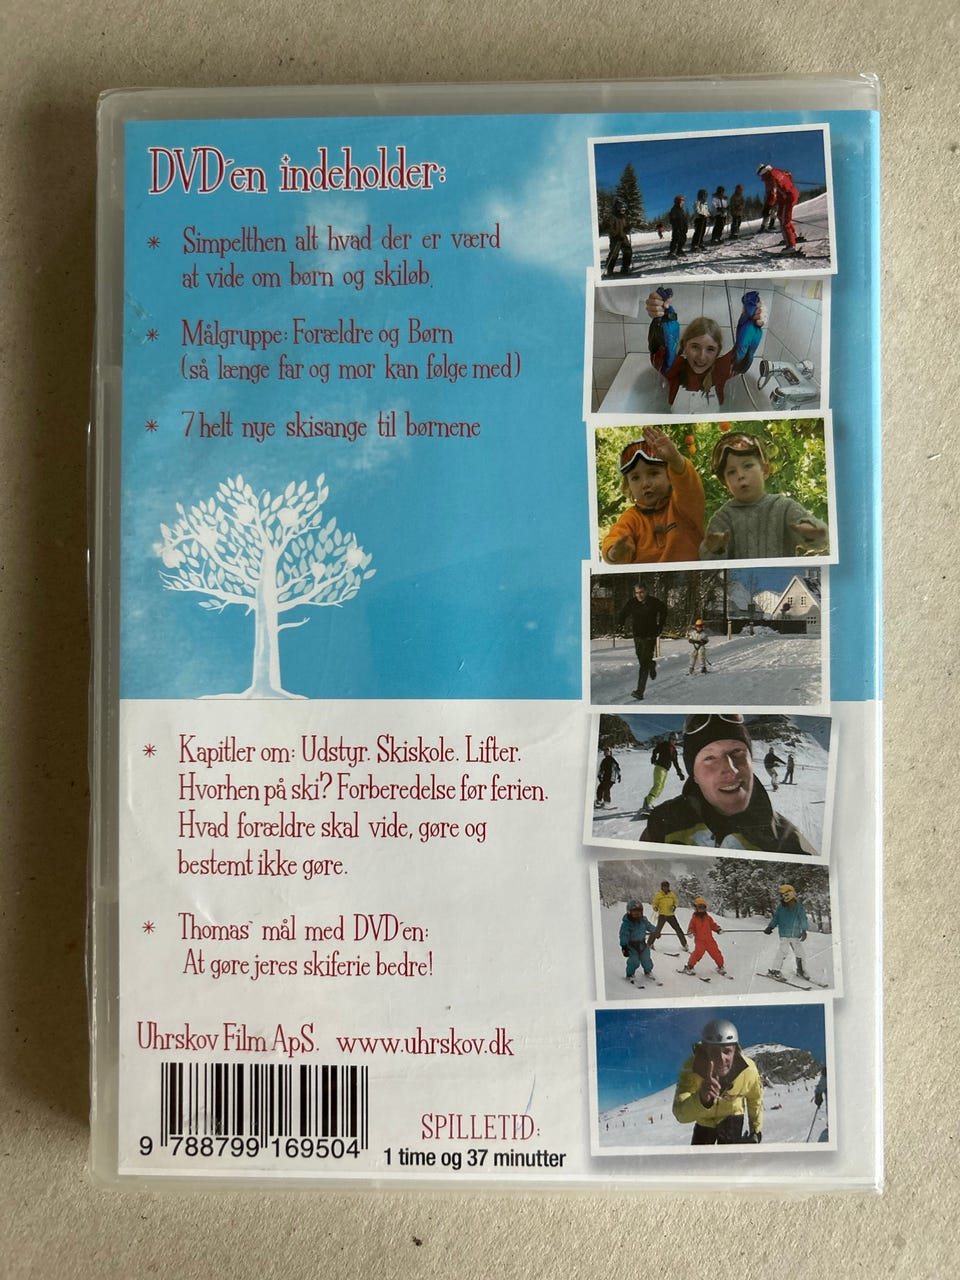 DVD´en indeholder:
* Simpelthen alt hvad der er værd
at vide om børn og skiløb.
* Målgruppe: Forældre og Børn
(så længe far og mor kan følge med)
* 7 helt nye skisange til børnene
* Kapitler om: Udstyr. Skiskole. Lifter.
Hvorhen på ski? Forberedelse før ferien.
Hvad forældre skal vide, gøre og
bestemt ikke gøre.
* Thomas` mål med DVD´en:
At gøre jeres skiferie bedre!
Uhrskov Film ApS. www.uhrskov.dk
9 788799 169504
SPILLETID:
1 time og 37 minutter